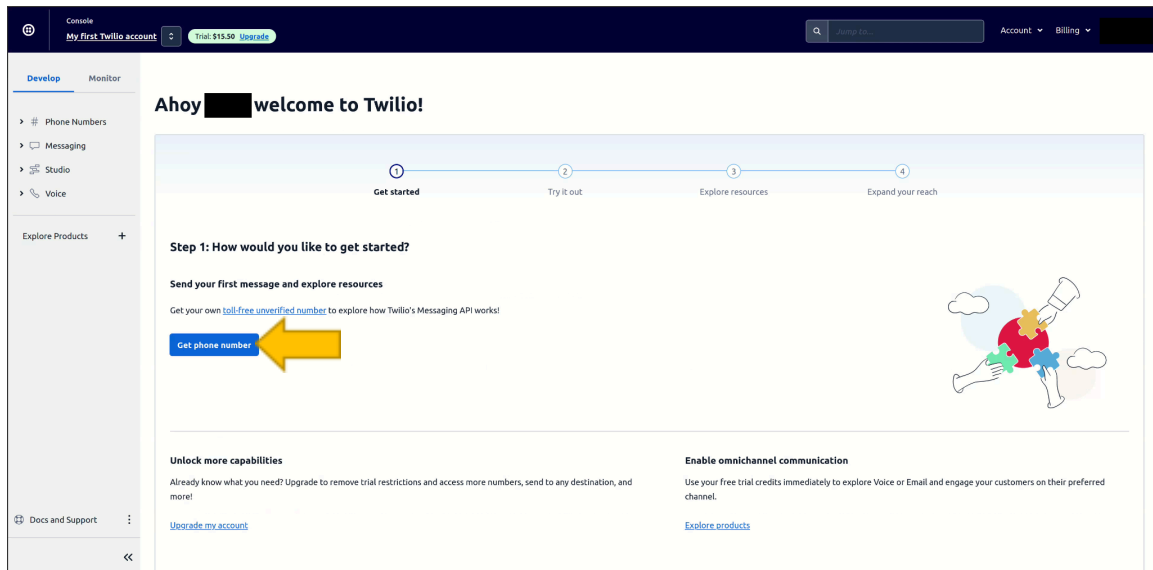 Console
My first Twilio account
Trial: $15.50 Upgrade
Jump to...
Account
Billing
Develop
Monitor
# Phone Numbers
Messaging
Studio
Voice
Explore Products +
Docs and Support
Ahoy welcome to Twilio!
1
2
3
4
Get started
Try it out
Explore resources
Expand your reach
Step 1: How would you like to get started?
Send your first message and explore resources
Get your own toll-free unverified number to explore how Twilio's Messaging API works!
Get phone number
Unlock more capabilities
Already know what you need? Upgrade to remove trial restrictions and access more numbers, send to any destination, and
more!
Upgrade my account
Enable omnichannel communication
Use your free trial credits immediately to explore Voice or Email and engage your customers on their preferred
channel.
Explore products